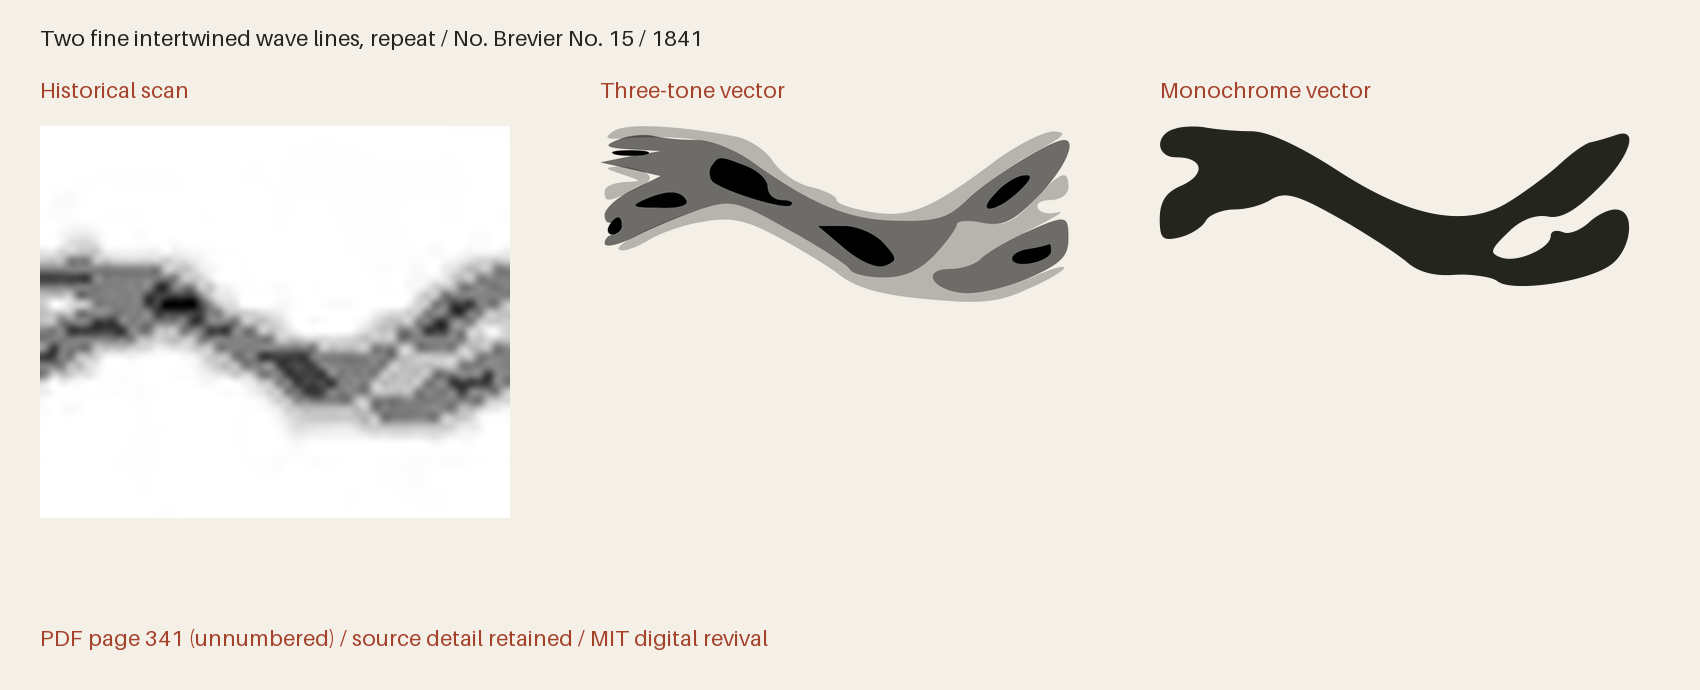 Two fine intertwined wave lines, repeat / No. Brevier No. 15 / 1841
Historical scan
Three-tone vector
Monochrome vector
PDF page 341 (unnumbered) / source detail retained / MIT digital revival